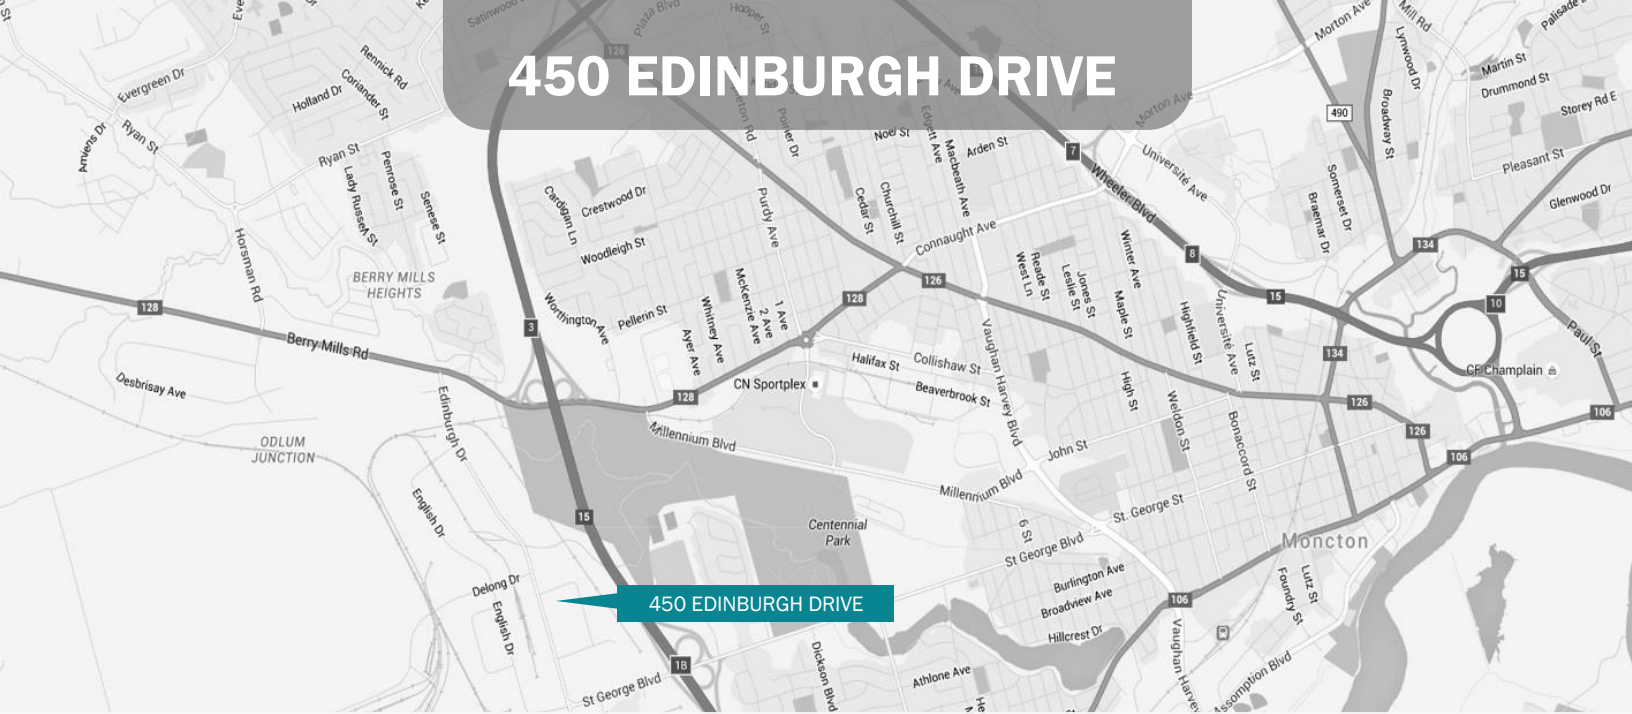 450 EDINBURGH DRIVE
Satinwood
Plaza Blvd
Hopper St
126
Morton Ave
Mill Rd
Evergreen Dr
Rennick Rd
Coriander St
Holland Dr
Lynwood Dr
Martin St
Drummond St
Storey Rd E
490
Amiens Dr
Ryan St
Ryan St
Poirier Dr
Noel St
Edgett Ave
Macbeath Ave
Arden St
7
Morton Ave
Université Ave
Broadway St
Pleasant St
Penrose St
Lady Russell St
Senese St
Cardigan Ln
Crestwood Dr
Purdy Ave
Cedar St
Churchill St
Wheeler Blvd
Somerset Dr
Braemar Dr
Glenwood Dr
Woodleigh St
Connaught Ave
Horsman Rd
BERRY MILLS
HEIGHTS
West Ln
Reade St
Leslie St
Jones St
Winter Ave
8
134
15
128
Worthington Ave
Pellerin St
Whitney Ave
McKenzie Ave
2 Ave
1 Ave
128
126
15
10
Maple St
Highfield St
Université Ave
3
Berry Mills Rd
Ayer Ave
Halifax St
Collishaw St
Vaughan Harvey Blvd
Lutz St
134
Paul St
CF Champlain
Desbrisay Ave
Edinburgh Dr
CN Sportplex
128
Beaverbrook St
High St
Weldon St
126
106
Millennium Blvd
Bonaccord St
126
ODLUM
JUNCTION
John St
106
Millennium Blvd
English Dr
15
Centennial
Park
St. George St
6 St
St George Blvd
Moncton
Delong Dr
450 EDINBURGH DRIVE
Burlington Ave
Broadview Ave
106
Foundry St
Lutz St
English Dr
Hillcrest Dr
1B
St George Blvd
Dickson Blvd
Athlone Ave
Vaughan Harvey
Assomption Blvd